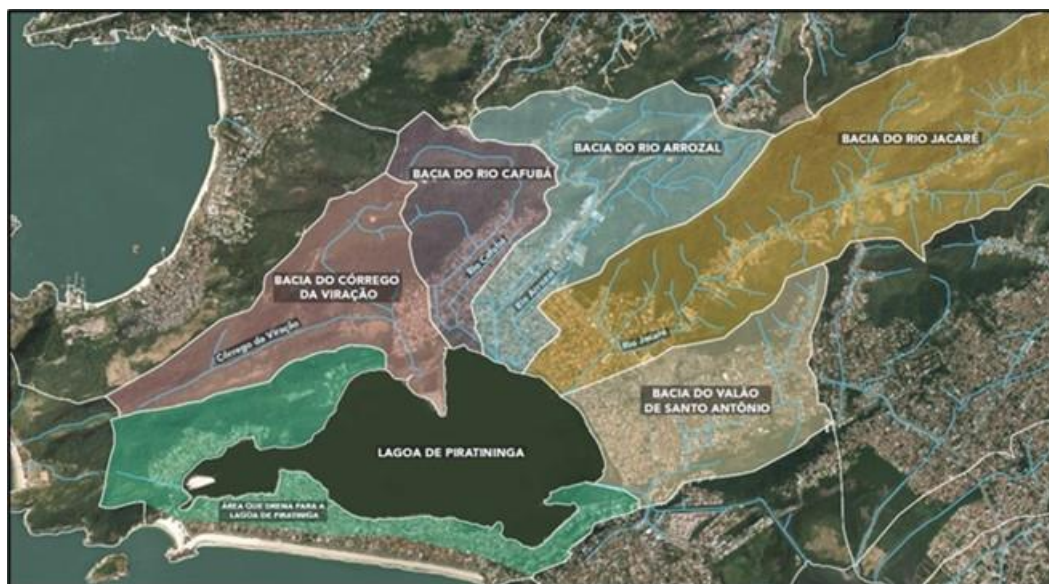 BACIA DO RIO ARROZAL
BACIA DO RIO JACARÉ
BACIA DO RIO CAFUBÁ
Rio Cafubá
BACIA DO CÓRREGO
DA VIRAÇÃO
Rio Arrozal
Córrego da Viração
Rio Jacaré
BACIA DO VALÃO
DE SANTO ANTÔNIO
LAGOA DE PIRATININGA
ÁREA QUE DRENA PARA A
LAGOA DE PIRATINIGA